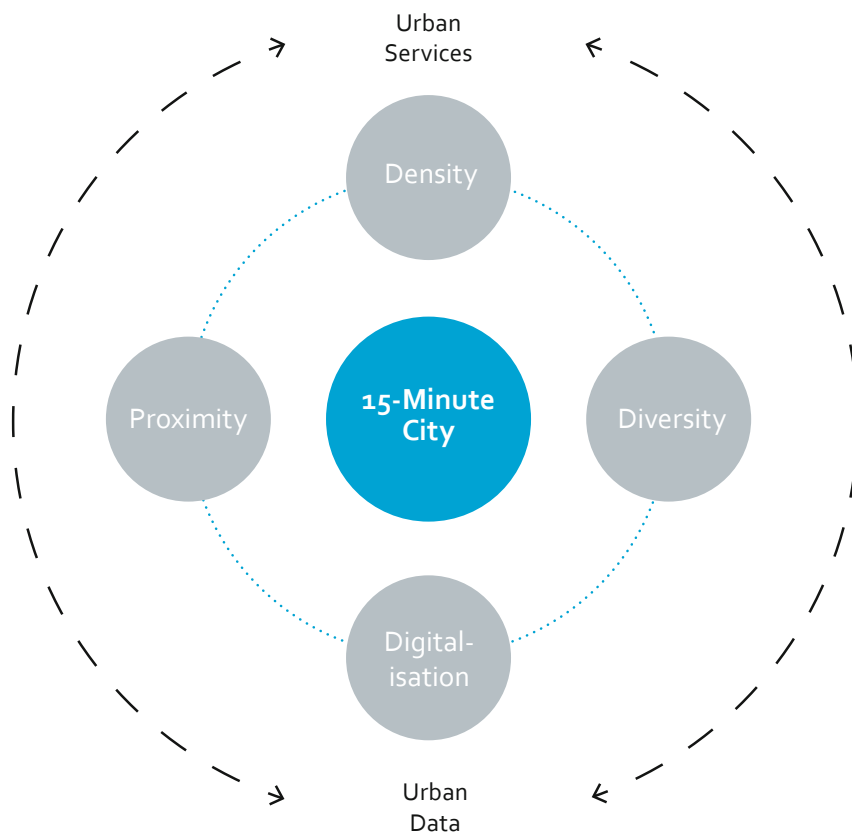 Urban
Services
Density
Proximity
15-Minute
City
Diversity
Digital-
isation
Urban
Data